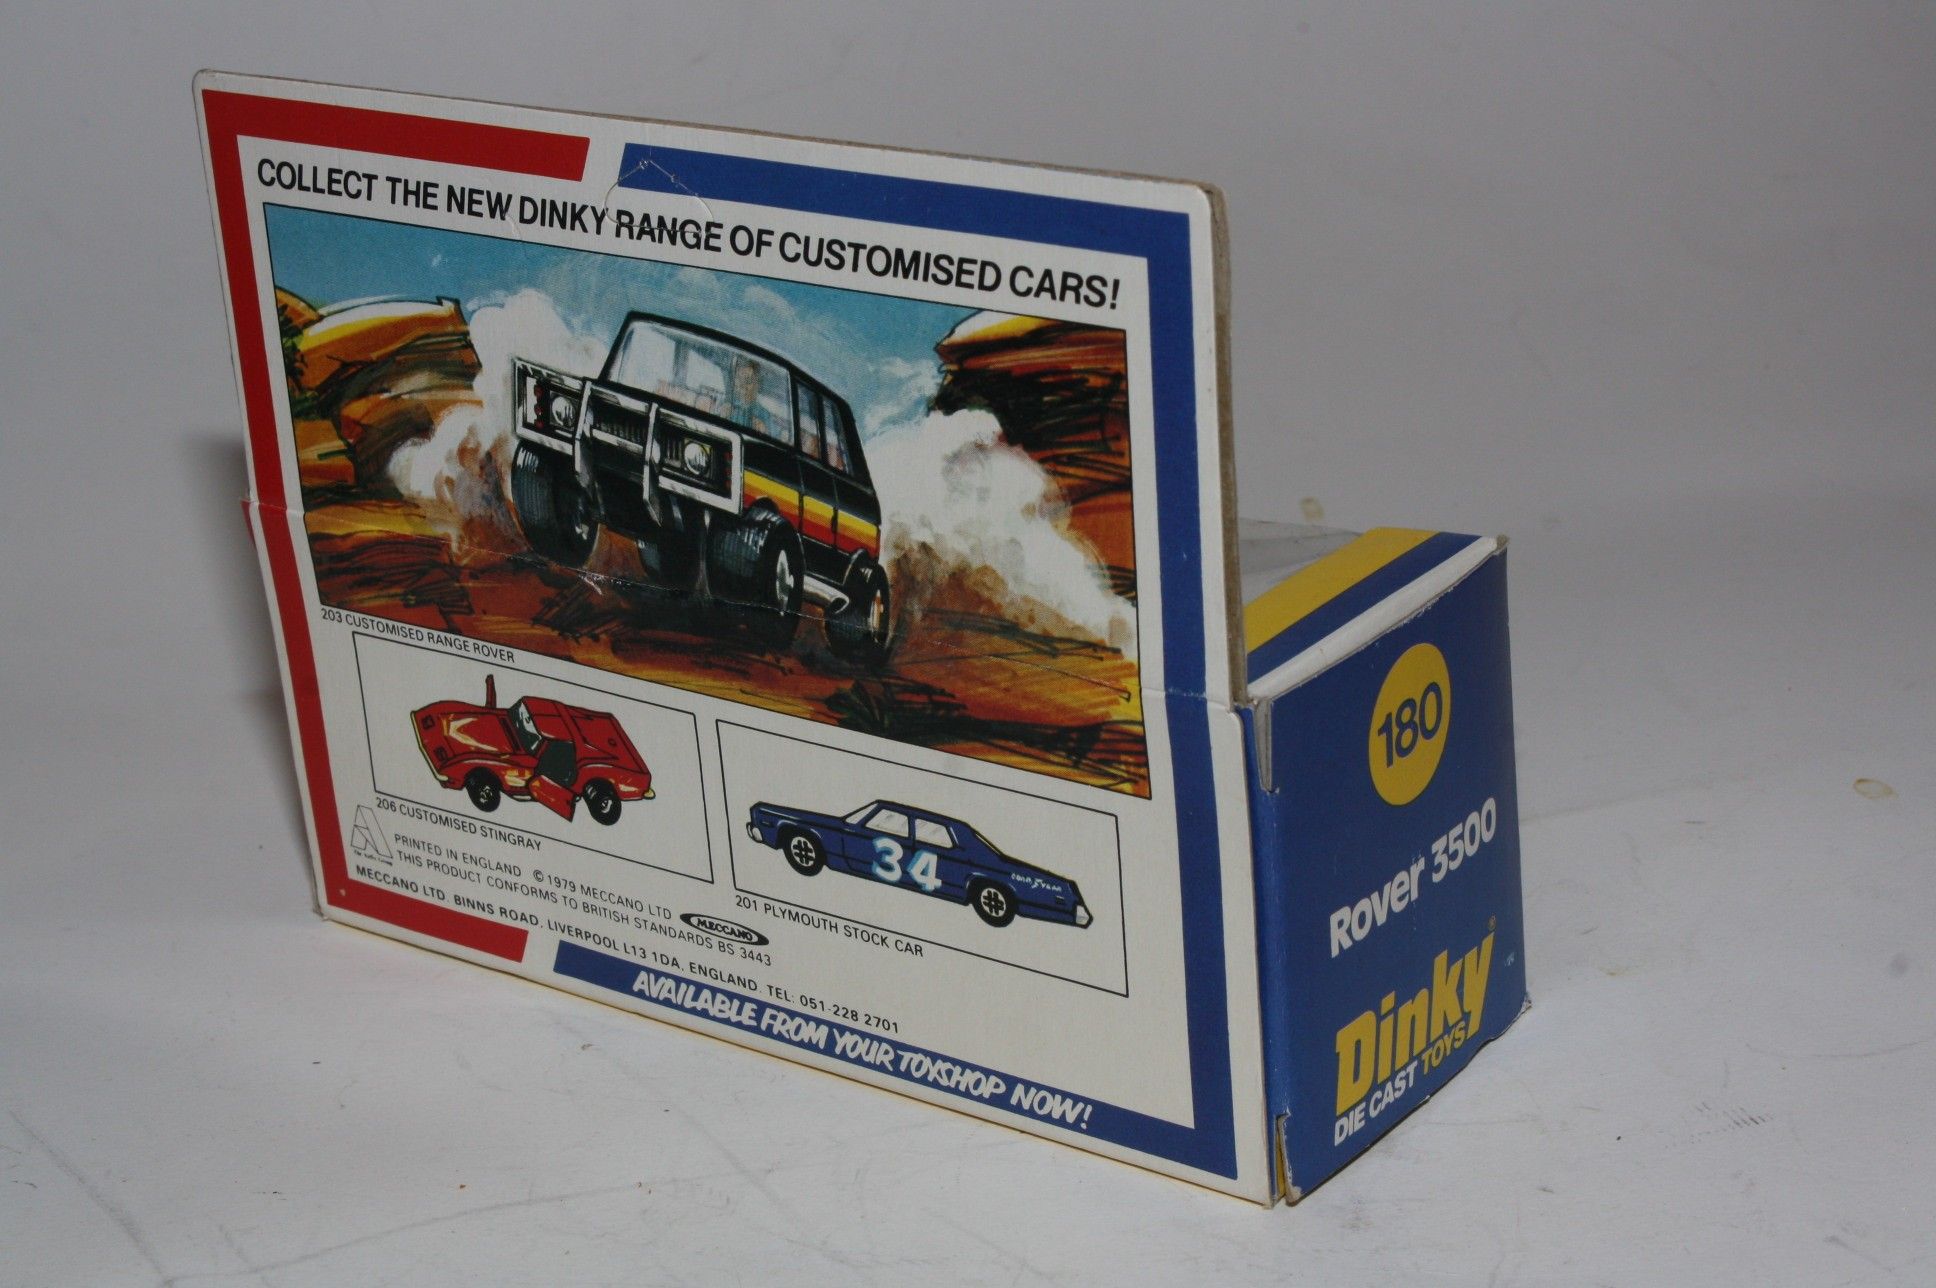 COLLECT THE NEW DINKY RANGE OF CUSTOMISED CARS!
203 CUSTOMISED RANGE ROVER
206 CUSTOMISED STINGRAY
34
201 PLYMOUTH STOCK CAR
PRINTED IN ENGLAND © 1979 MECCANO LTD
THIS PRODUCT CONFORMS TO BRITISH STANDARDS BS 3443
MECCANO
MECCANO LTD. BINNS ROAD, LIVERPOOL L13 1DA, ENGLAND. TEL: 051-228 2701
AVAILABLE FROM YOUR TOYSHOP NOW!
180
Rover 3500
Dinky®
DIE CAST TOYS